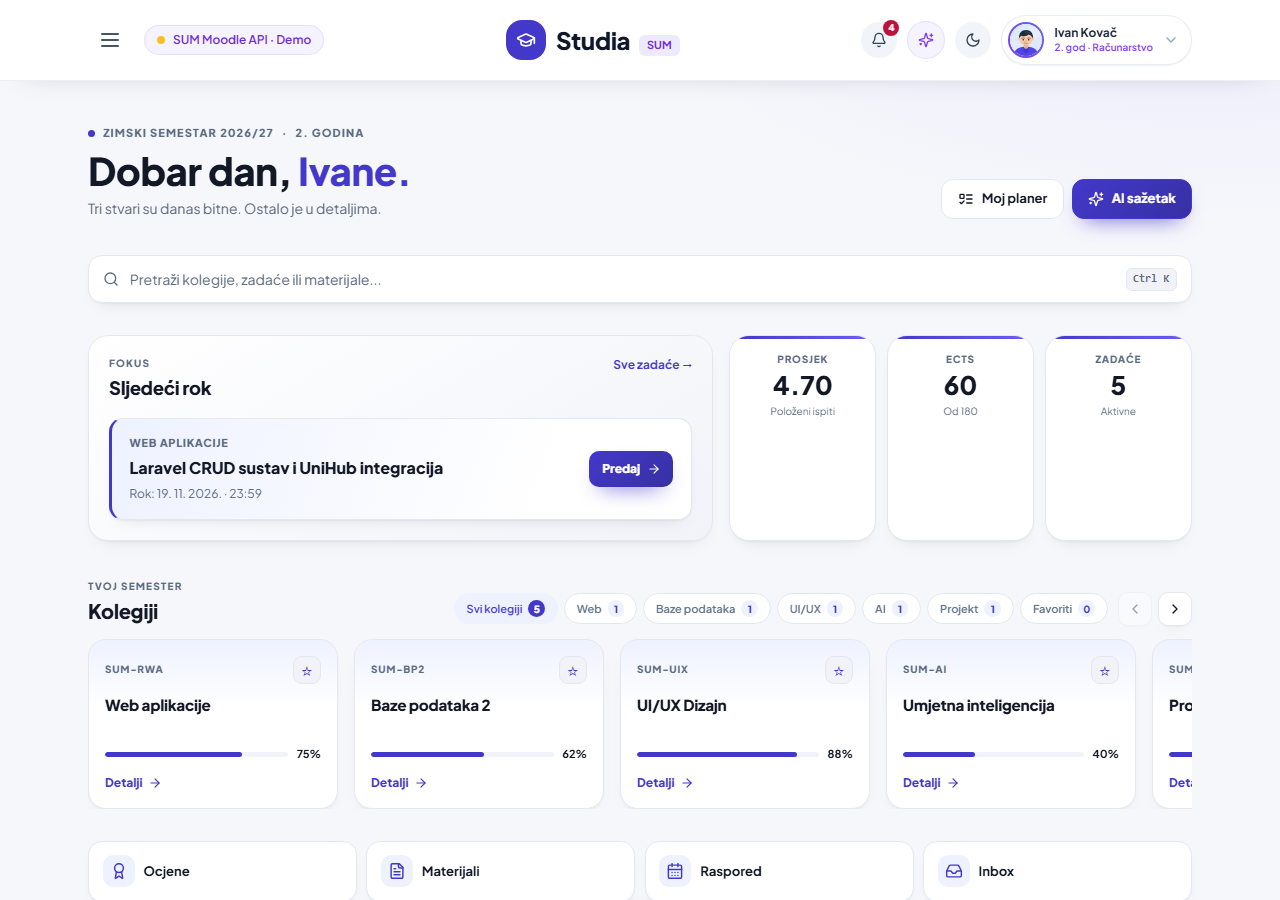 SUM Moodle API · Demo
Studia SUM
4
Ivan Kovač
2. god · Računarstvo
ZIMSKI SEMESTAR 2026/27 · 2. GODINA
Dobar dan, Ivane.
Tri stvari su danas bitne. Ostalo je u detaljima.
Moj planer
AI sažetak
Pretraži kolegije, zadaće ili materijale...
Ctrl K
FOKUS
Sljedeći rok
Sve zadaće →
WEB APLIKACIJE
Laravel CRUD sustav i UniHub integracija
Rok: 19. 11. 2026. · 23:59
Predaj →
PROSJEK
4.70
Položeni ispiti
ECTS
60
Od 180
ZADAĆE
5
Aktivne
TVOJ SEMESTER
Kolegiji
Svi kolegiji 5
Web 1
Baze podataka 1
UI/UX 1
AI 1
Projekt 1
Favoriti 0
SUM-RWA
Web aplikacije
75%
Detalji →
SUM-BP2
Baze podataka 2
62%
Detalji →
SUM-UIX
UI/UX Dizajn
88%
Detalji →
SUM-AI
Umjetna inteligencija
40%
Detalji →
SUM
Pro
Deta
Ocjene
Materijali
Raspored
Inbox